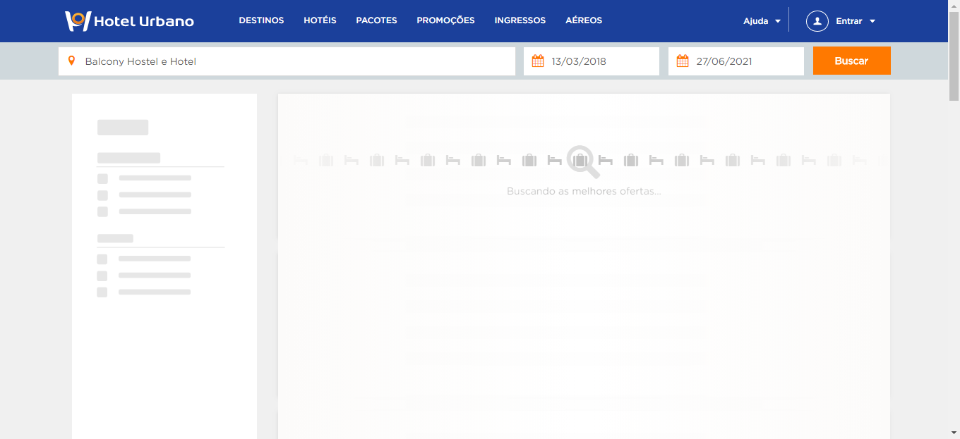 Hotel Urbano
DESTINOS HOTÉIS PACOTES PROMOÇÕES INGRESSOS AÉREOS
Ajuda Entrar
Balcony Hostel e Hotel 13/03/2018 27/06/2021 Buscar
Buscando as melhores ofertas...